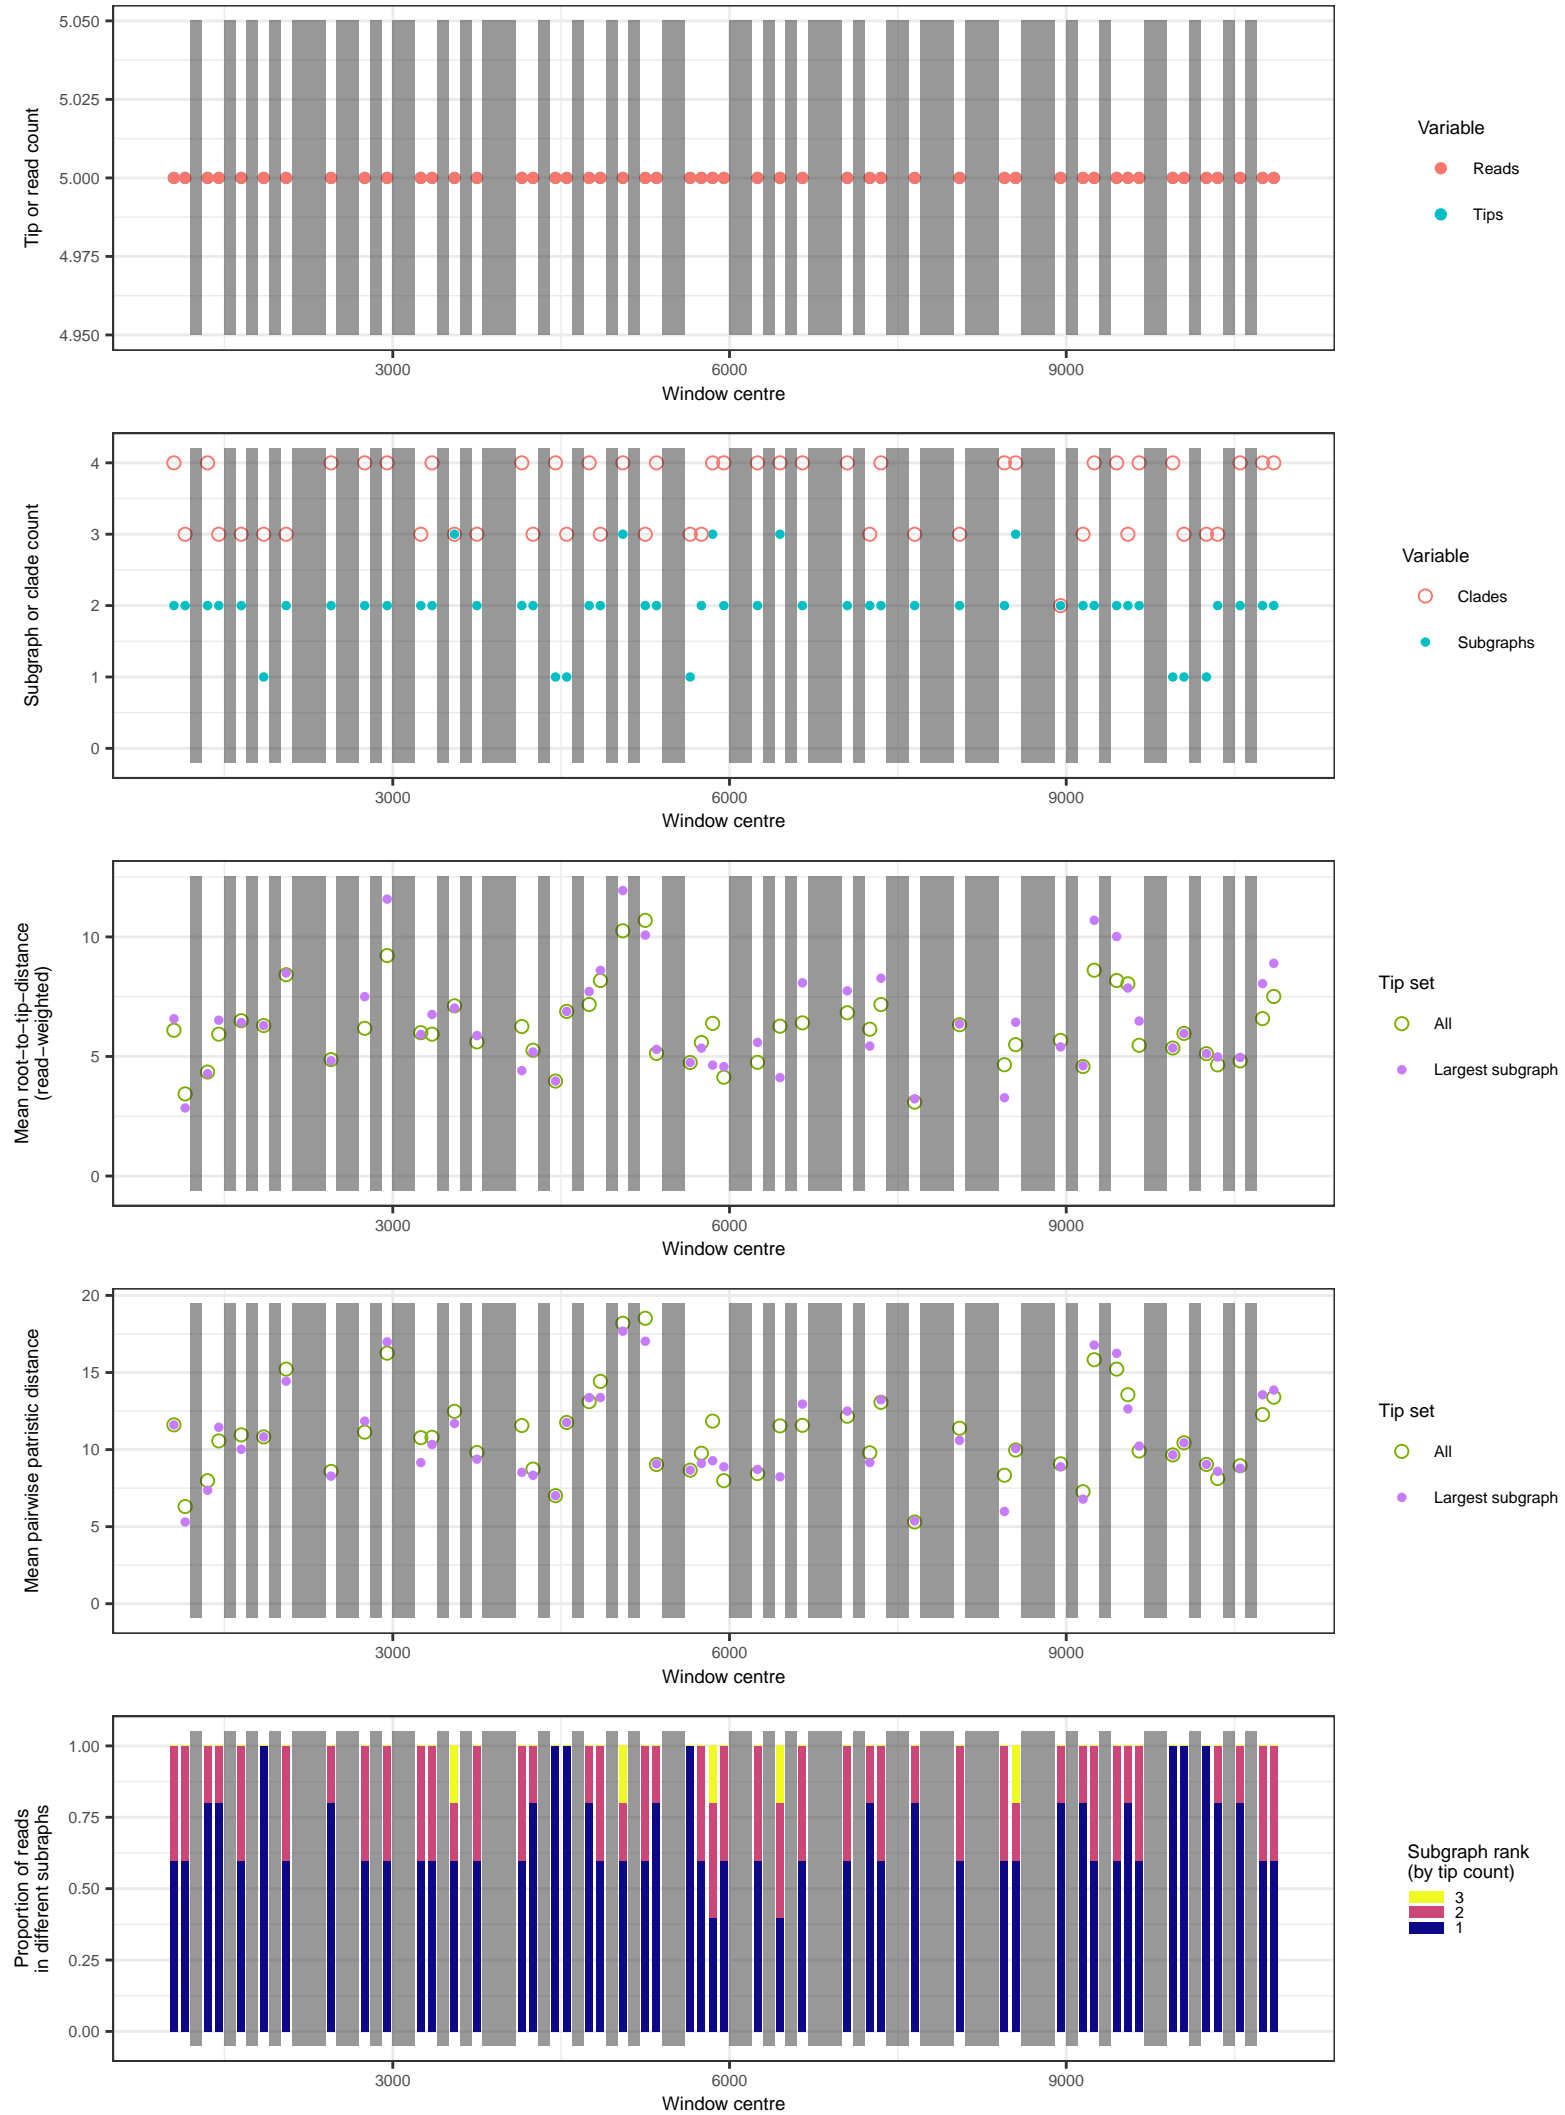 5.050
5.025
5.000
4.975
4.950
Tip or read count
3000
6000
9000
Window centre
Variable
Reads
Tips
4
3
2
1
0
Subgraph or clade count
3000
6000
9000
Window centre
Variable
Clades
Subgraphs
10
5
0
Mean root−to−tip−distance
(read−weighted)
3000
6000
9000
Window centre
Tip set
All
Largest subgraph
20
15
10
5
0
Mean pairwise patristic distance
3000
6000
9000
Window centre
Tip set
All
Largest subgraph
1.00
0.75
0.50
0.25
0.00
Proportion of reads
in different subraphs
3000
6000
9000
Window centre
Subgraph rank
(by tip count)
3
2
1